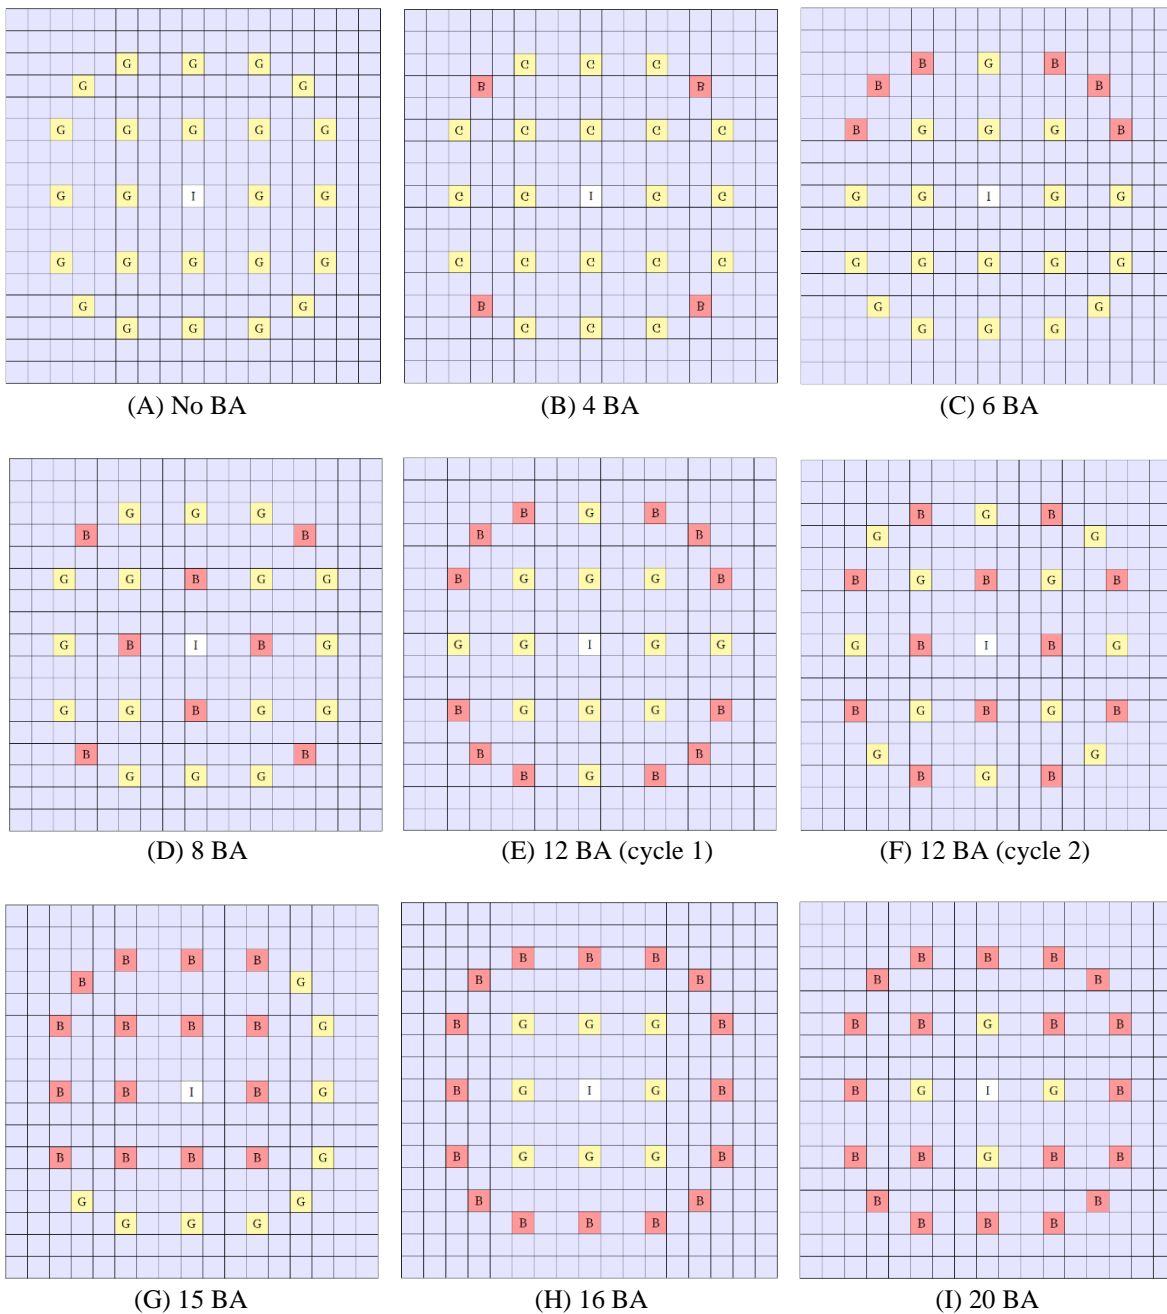 G G G
G G
G G G G G
G G I G G
G G G G G
G G
G G G
(A) No BA
C C C
B B
C C C C C
C C I C C
C C C C C
B B
C C C
(B) 4 BA
B G B
B B
B G G G B
G G I G G
G G G G G
G G
G G G
(C) 6 BA
G G G
B B
G G B G G
G B I B G
G G B G G
B B
G G G
(D) 8 BA
B G B
B B
B G G G B
G G I G G
B G G G B
B B
B G B
(E) 12 BA (cycle 1)
B G B
G G
B G B G B
G B I B G
B G B G B
G G
B G B
(F) 12 BA (cycle 2)
B B B
B G
B B B B G
B B I B G
B B B B G
G G
G G G
(G) 15 BA
B B B
B B
B G G G B
B G I G B
B G G G B
B B
B B B
(H) 16 BA
B B B
B B
B B G B B
B G I G B
B B G B B
B B
B B B
(I) 20 BA